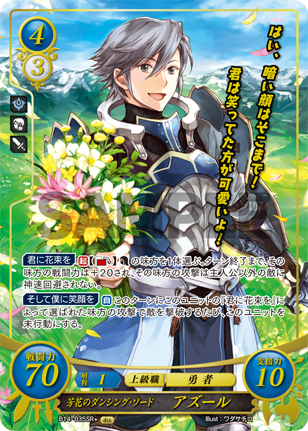 4
3
はい、暗い顔はそこまで！
君は笑ってた方が可愛いよ！
SAMPLE
君に花束を 起【】の味方を1体選ぶ。ターン終了まで、その
味方の戦闘力は＋20され、その味方の攻撃は主人公以外の敵に
神速回避されない。
そして僕に笑顔を 自 このターンにこのユニットの『君に花束を』に
よって選ばれた味方の攻撃で敵を撃破するたび、このユニットを
未行動にする。
戦闘力
70
射程
1
上級職
勇者
支援力
10
芳花のダンシング・ソード アズール
B14-035SR+
Illust：ワダサチコ